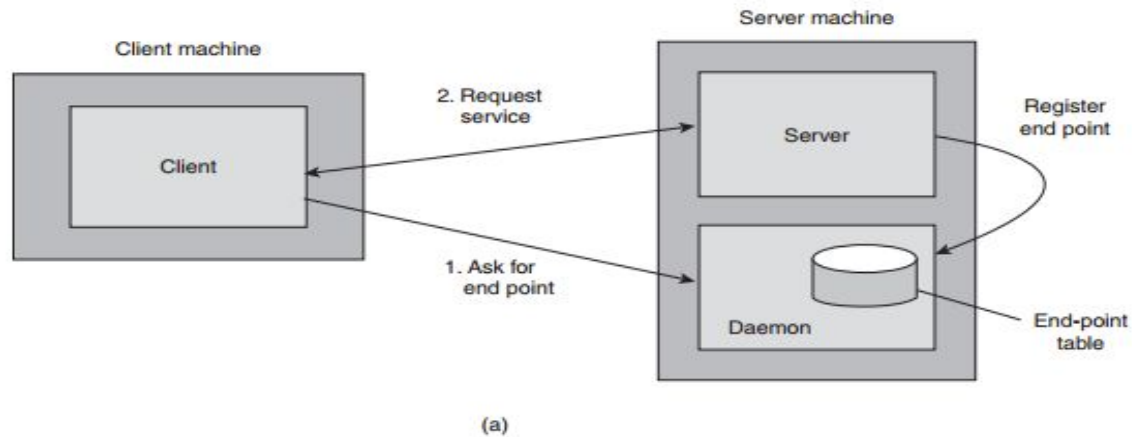 Server machine
Client machine
2. Request
service
Register
end point
Server
Client
1. Ask for
end point
Daemon
End-point
table
(a)